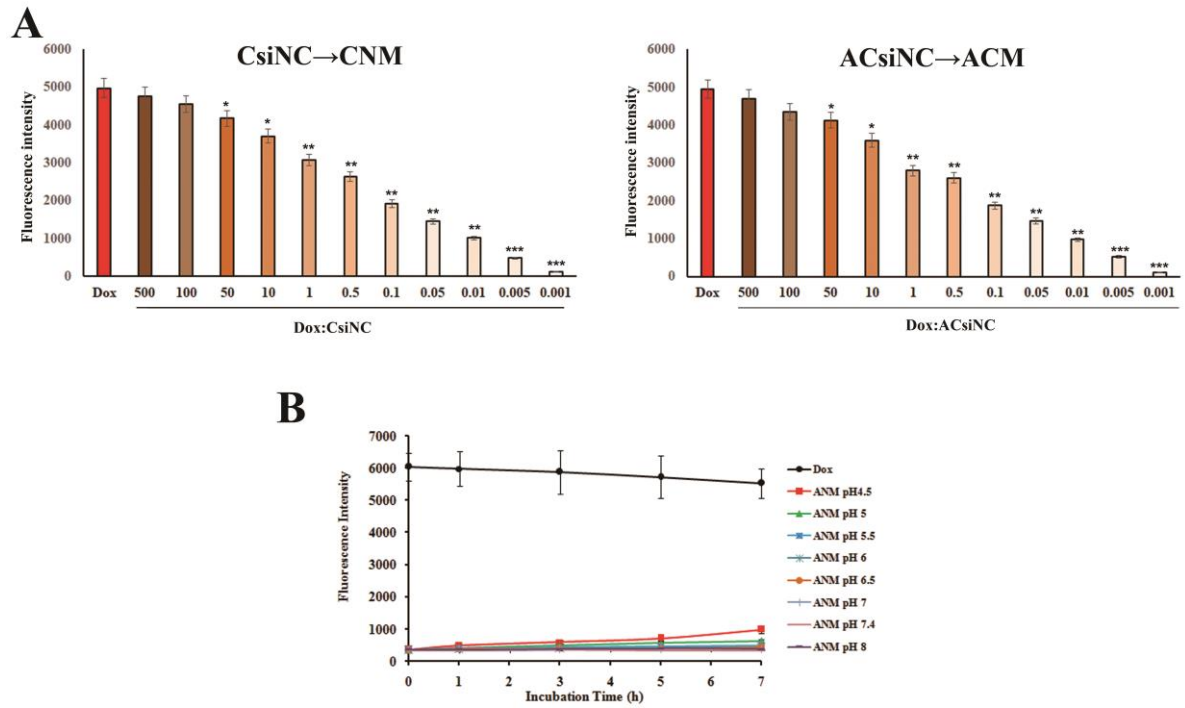 A
CsiNC→CNM
Fluorescence intensity
6000
5000
4000
3000
2000
1000
0
* * ** ** ** ** ** *** ***
Dox 500 100 50 10 1 0.5 0.1 0.05 0.01 0.005 0.001
Dox:CsiNC
ACsiNC→ACM
Fluorescence intensity
6000
5000
4000
3000
2000
1000
0
* * ** ** ** ** ** *** ***
Dox 500 100 50 10 1 0.5 0.1 0.05 0.01 0.005 0.001
Dox:ACsiNC
B
Fluorescence Intensity
7000
6000
5000
4000
3000
2000
1000
0
0 1 2 3 4 5 6 7
Incubation Time (h)
Dox
ANM pH4.5
ANM pH 5
ANM pH 5.5
ANM pH 6
ANM pH 6.5
ANM pH 7
ANM pH 7.4
ANM pH 8